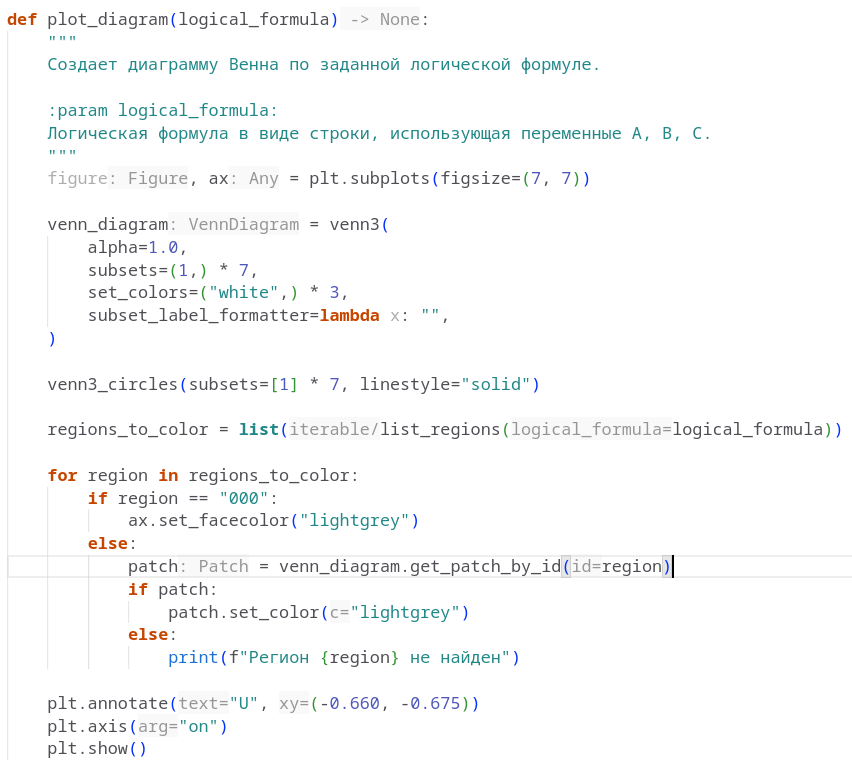 def plot_diagram(logical_formula) -> None:
"""
Создает диаграмму Венна по заданной логической формуле.
:param logical_formula:
Логическая формула в виде строки, использующая переменные A, B, C.
"""
figure: Figure, ax: Any = plt.subplots(figsize=(7, 7))
venn_diagram: VennDiagram = venn3(
alpha=1.0,
subsets=(1,) * 7,
set_colors=("white",) * 3,
subset_label_formatter=lambda x: "",
)
venn3_circles(subsets=[1] * 7, linestyle="solid")
regions_to_color = list(iterable/list_regions(logical_formula=logical_formula))
for region in regions_to_color:
if region == "000":
ax.set_facecolor("lightgrey")
else:
patch: Patch = venn_diagram.get_patch_by_id(id=region)
if patch:
patch.set_color(c="lightgrey")
else:
print(f"Регион {region} не найден")
plt.annotate(text="U", xy=(-0.660, -0.675))
plt.axis(arg="on")
plt.show()